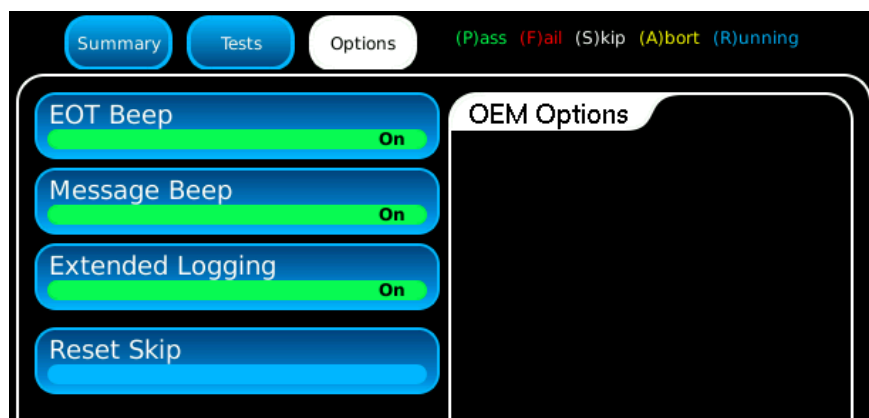 Summary Tests Options (P)ass (F)ail (S)kip (A)bort (R)unning
EOT Beep
On
Message Beep
On
Extended Logging
On
Reset Skip
OEM Options